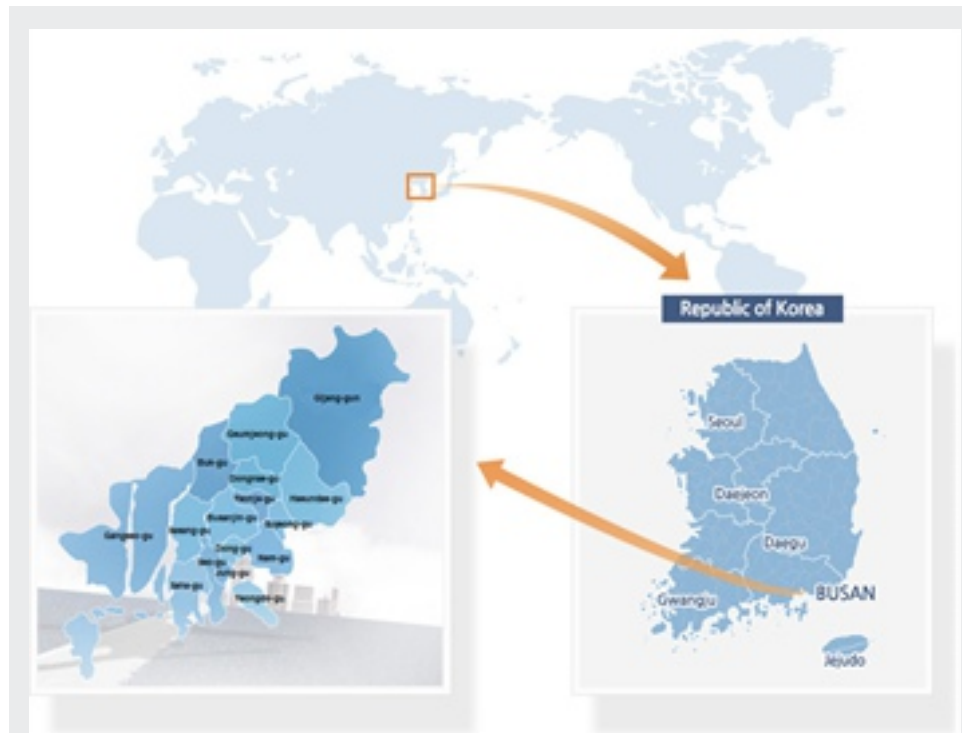 Republic of Korea
Seoul
Daejeon
Daegu
Gwangju
BUSAN
Jejudo
Gijang-gun
Geumjeong-gu
Buk-gu
Dongnae-gu
Yeonje-gu
Haeundae-gu
Busanjin-gu
Sujeong-gu
Gangseo-gu
Sasang-gu
Dong-gu
Nam-gu
Seo-gu
Jung-gu
Saha-gu
Yeongdo-gu